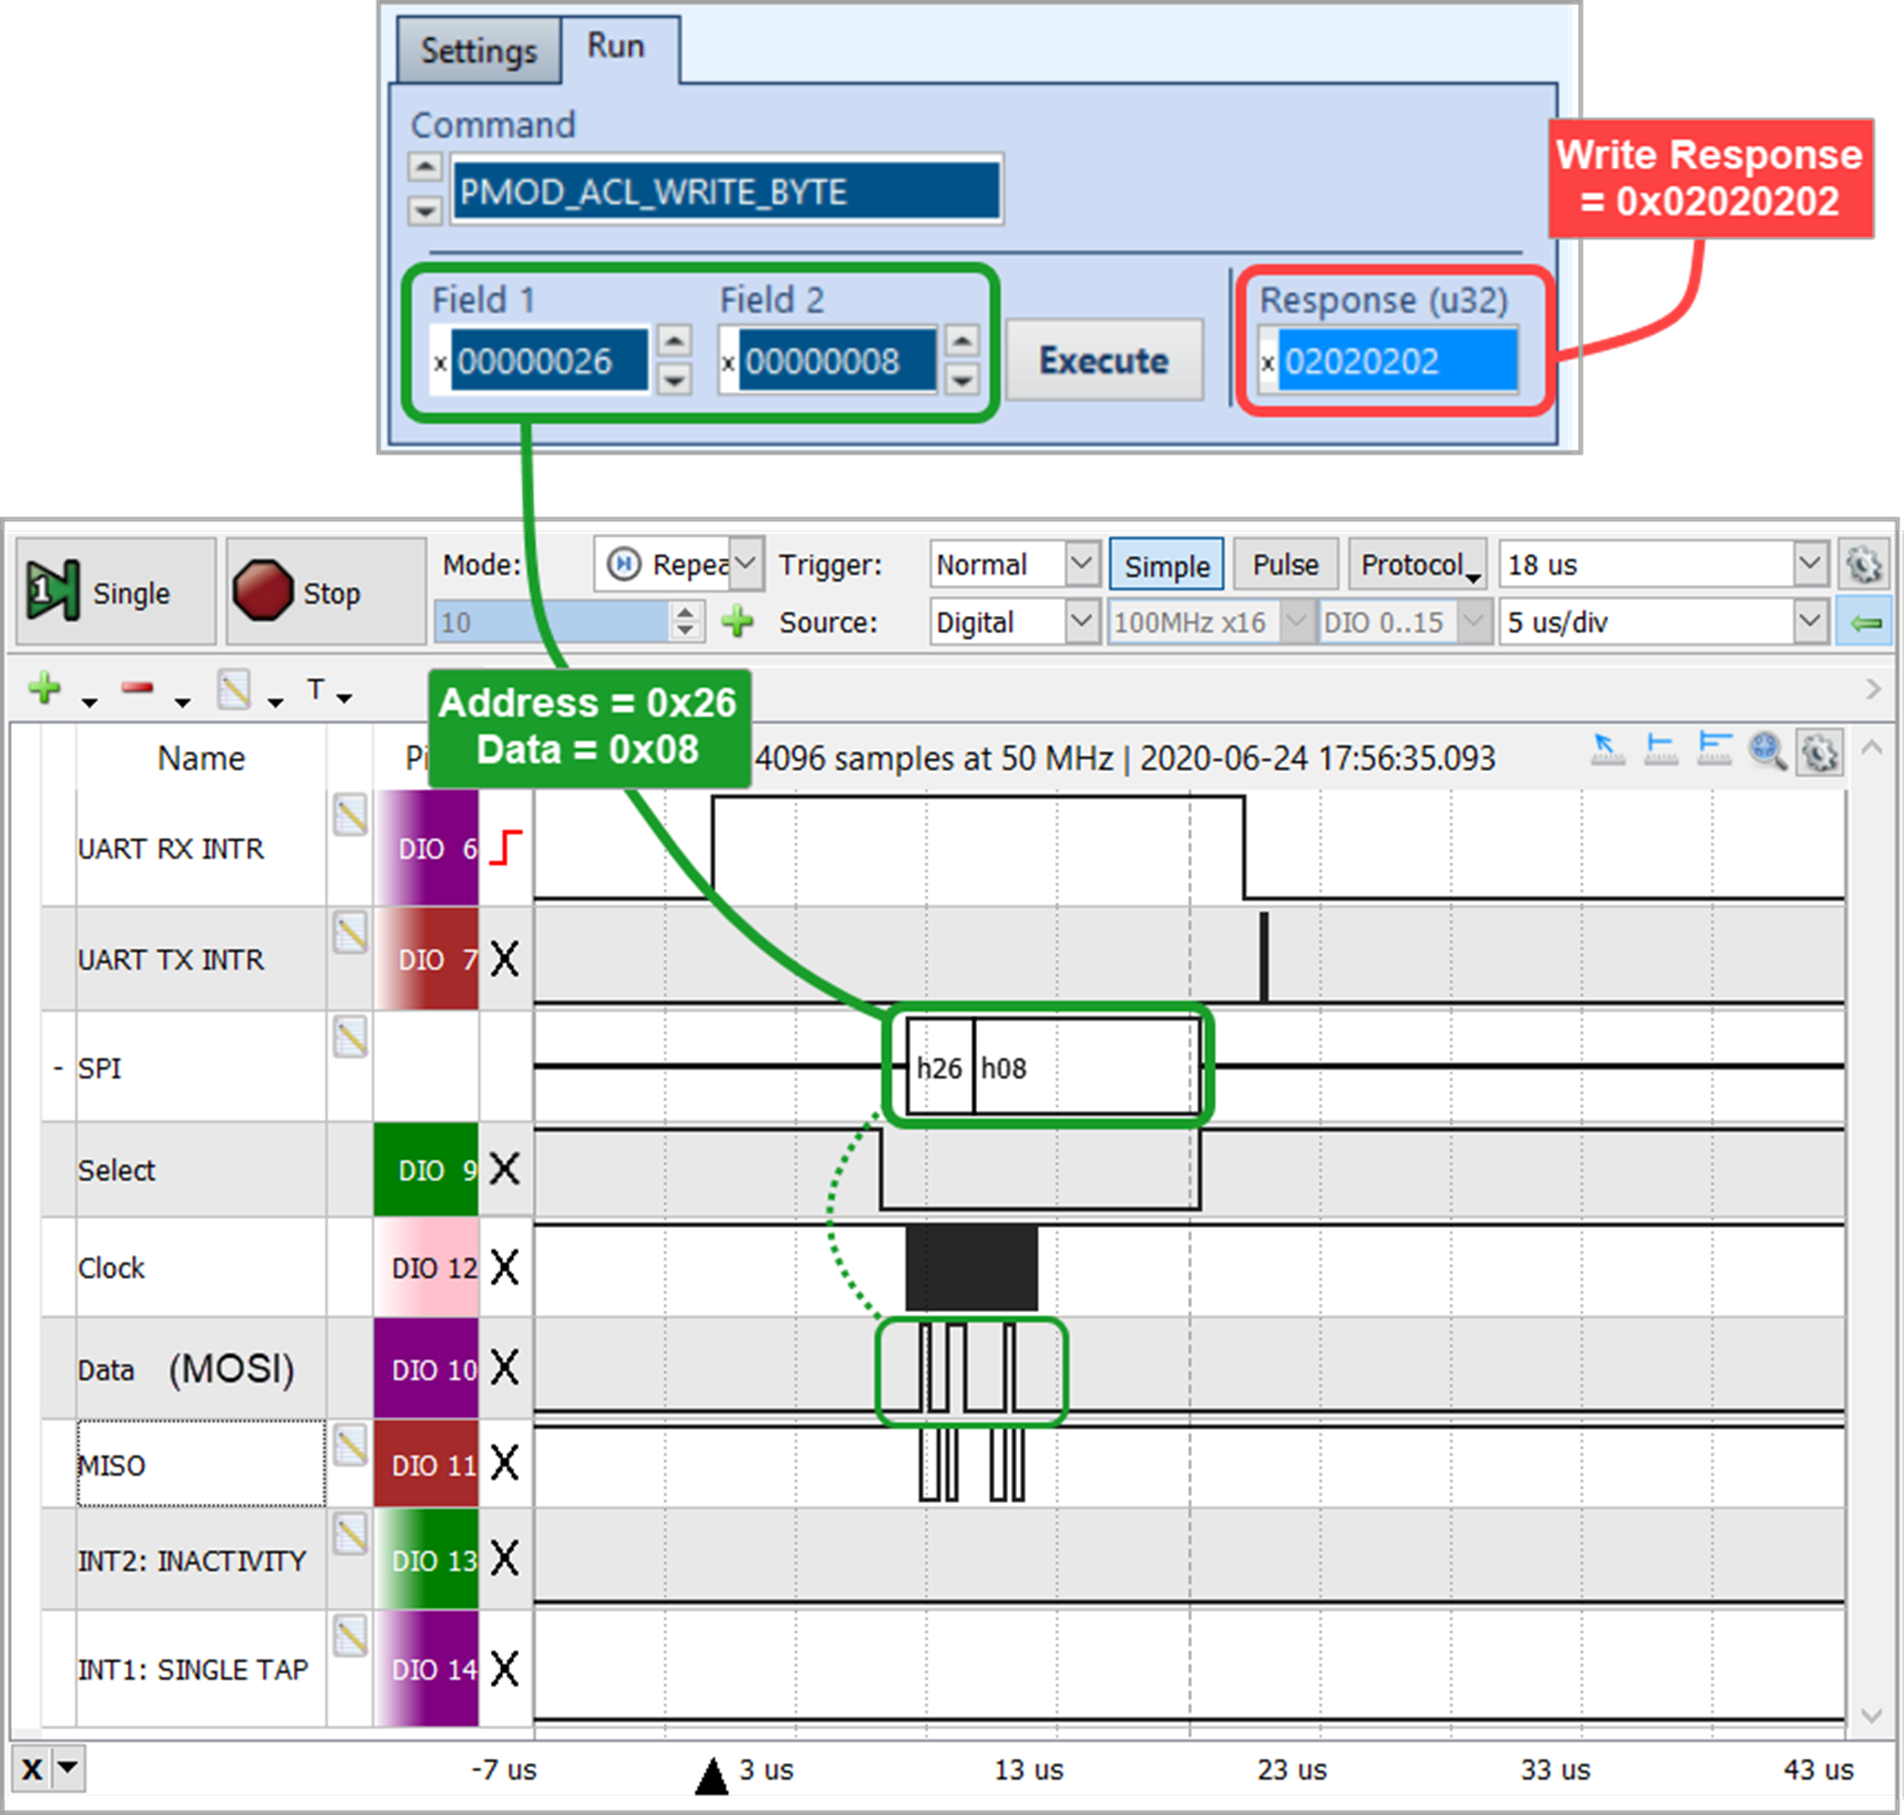 Settings Run
Command
PMOD_ACL_WRITE_BYTE
Write Response
= 0x02020202
Field 1 Field 2 Response (u32)
x 00000026 x 00000008 Execute x 02020202
1 Single Stop Mode: Repea Trigger: Normal Simple Pulse Protocol 18 us
10 Source: Digital 100MHz x16 DIO 0..15 5 us/div
T
Address = 0x26
Data = 0x08
Name Pi 4096 samples at 50 MHz | 2020-06-24 17:56:35.093
UART RX INTR DIO 6
UART TX INTR DIO 7 X
- SPI h26 h08
Select DIO 9 X
Clock DIO 12 X
Data (MOSI) DIO 10 X
MISO DIO 11 X
INT2: INACTIVITY DIO 13 X
INT1: SINGLE TAP DIO 14 X
X -7 us 3 us 13 us 23 us 33 us 43 us